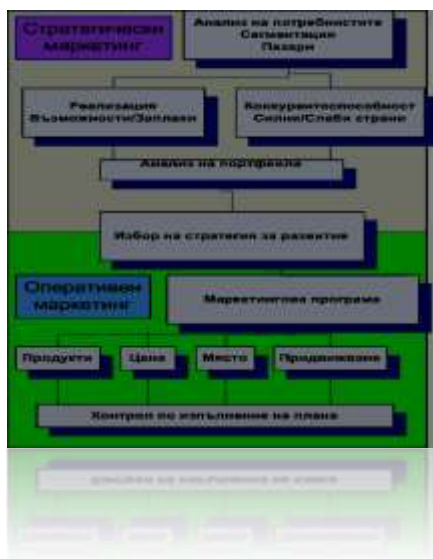 Стратегически
маркетинг
Анализ на потребностите
Сегментация
Пазари
Реализация
Възможности/Заплахи
Конкурентоспособност
Силни/Слаби страни
Анализ на портфейла
Избор на стратегия за развитие
Оперативен
маркетинг
Маркетингова програма
Продукти
Цена
Място
Придвижване
Контрол по изпълнение на плана